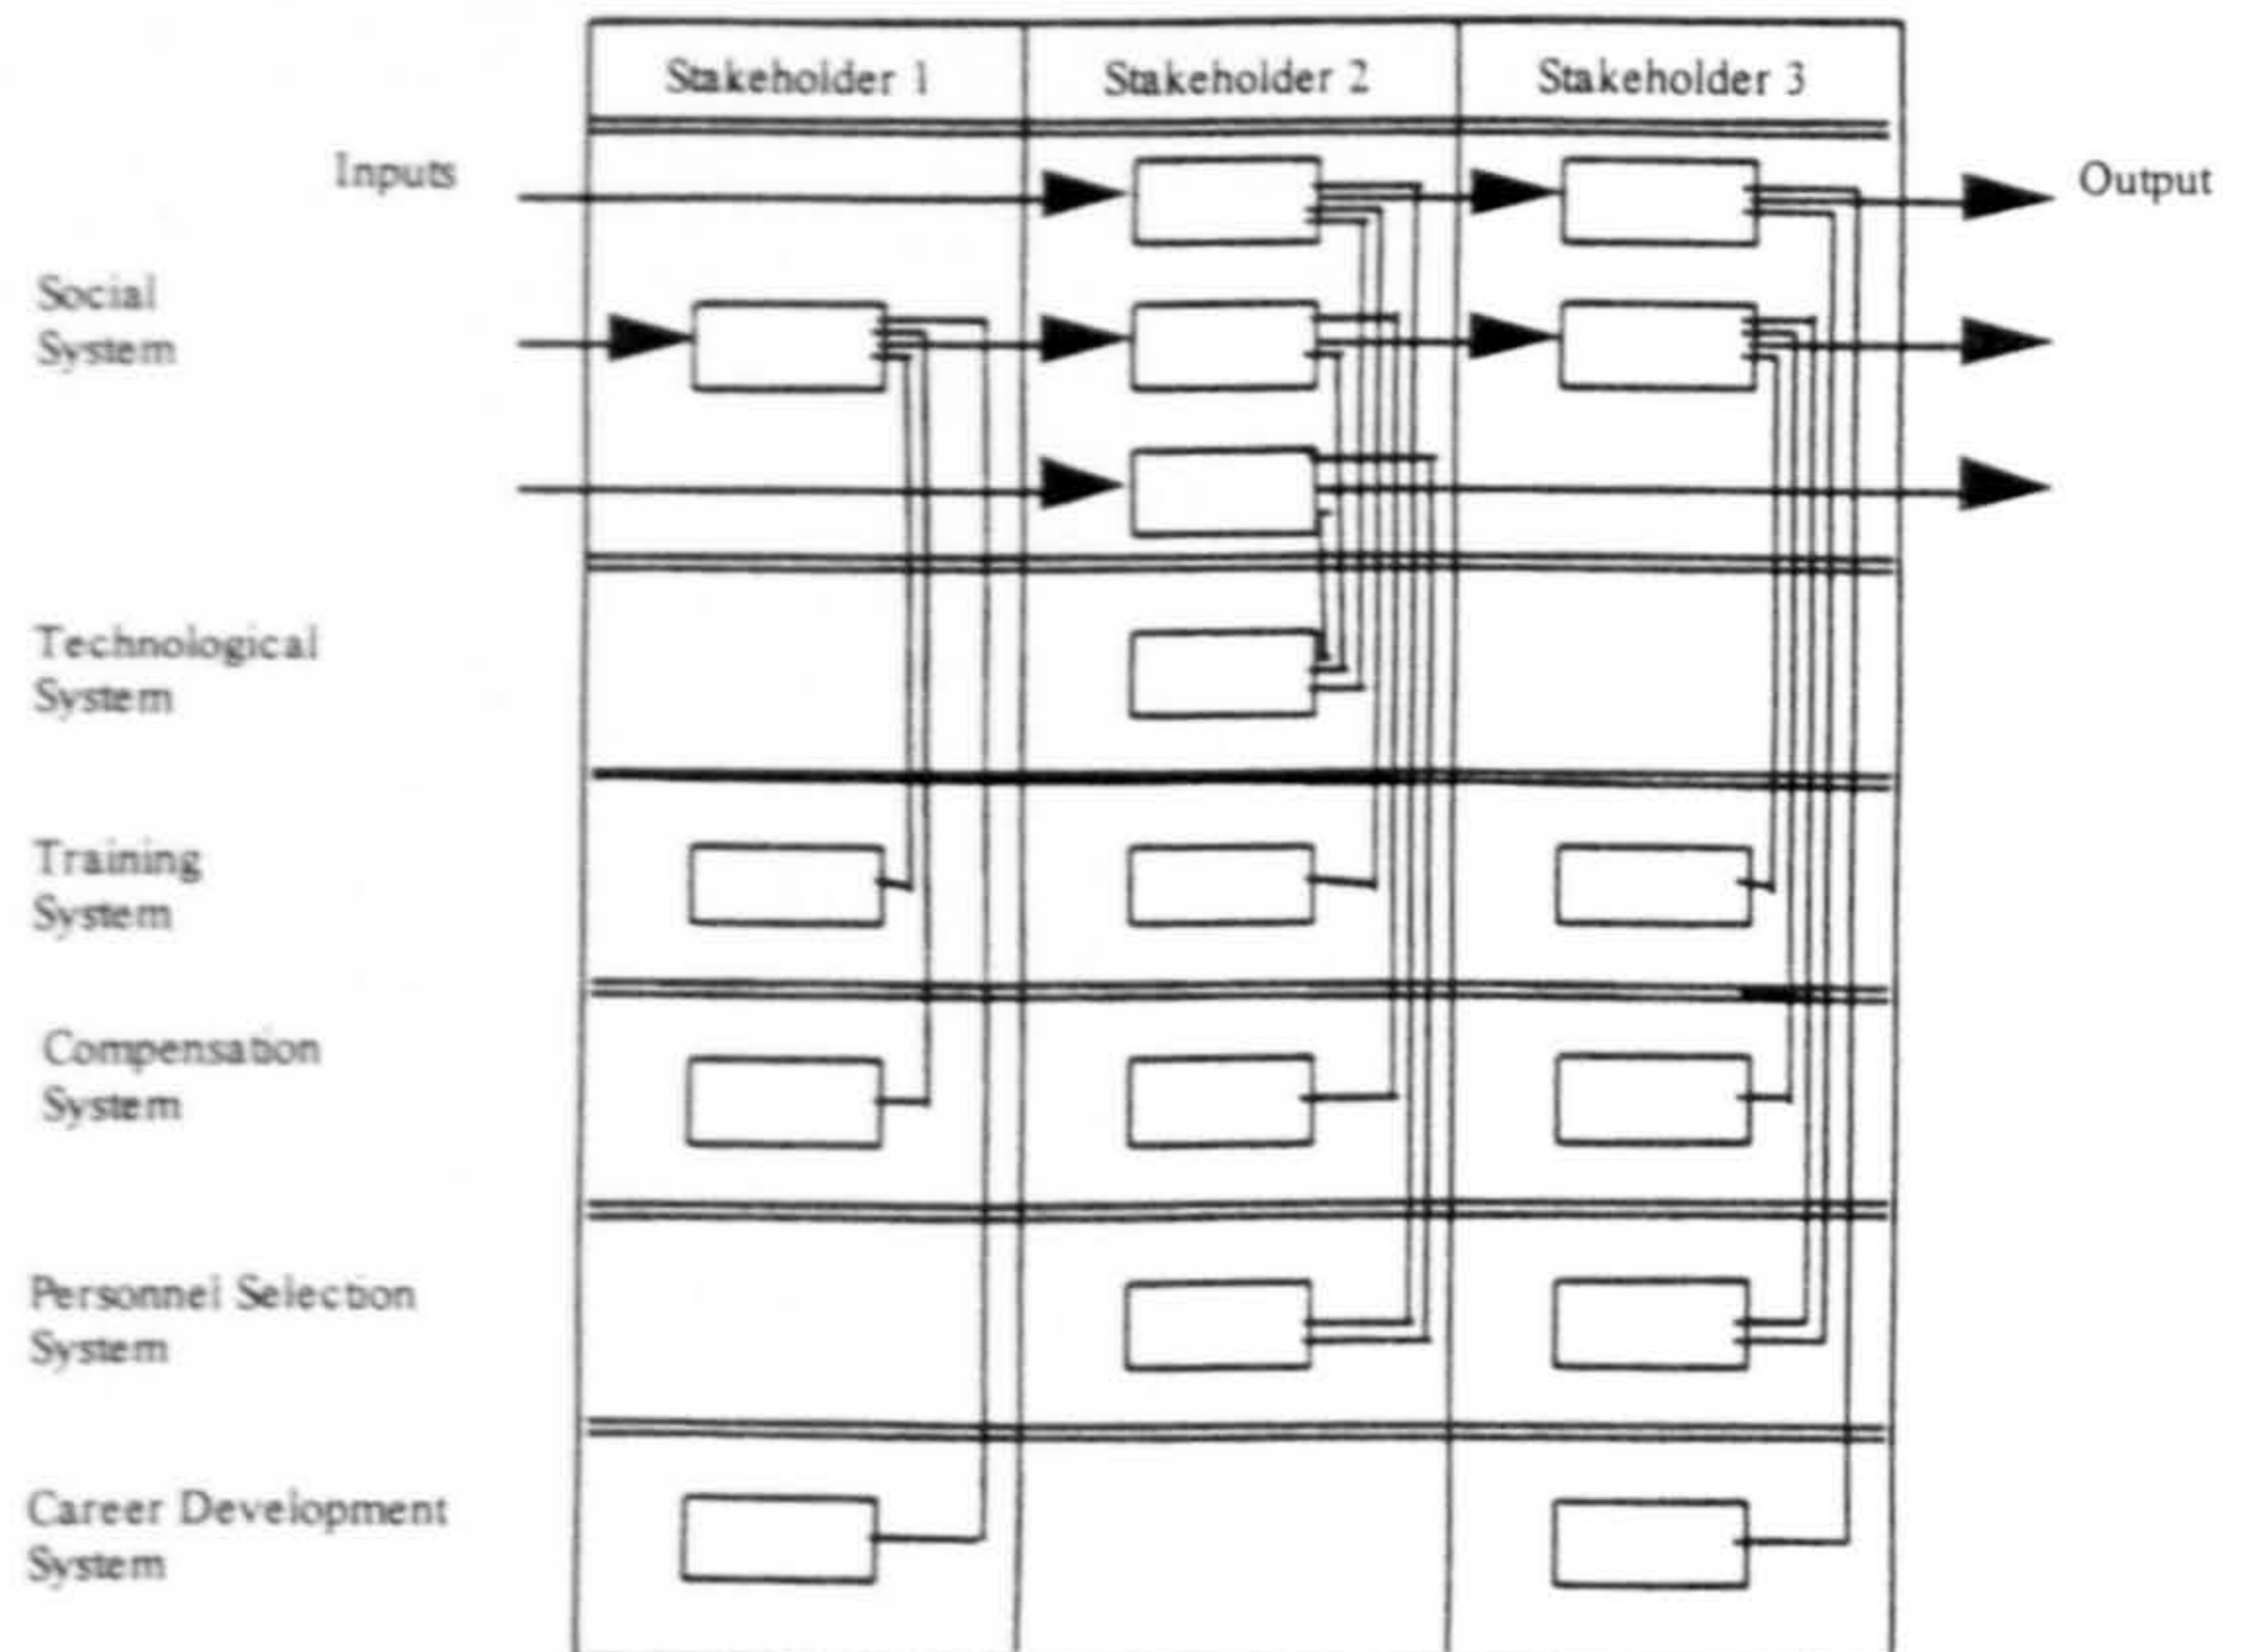 Stakeholder 1
Stakeholder 2
Stakeholder 3
Inputs
Output
Social
System
Technological
System
Training
System
Compensation
System
Personnel Selection
System
Career Development
System